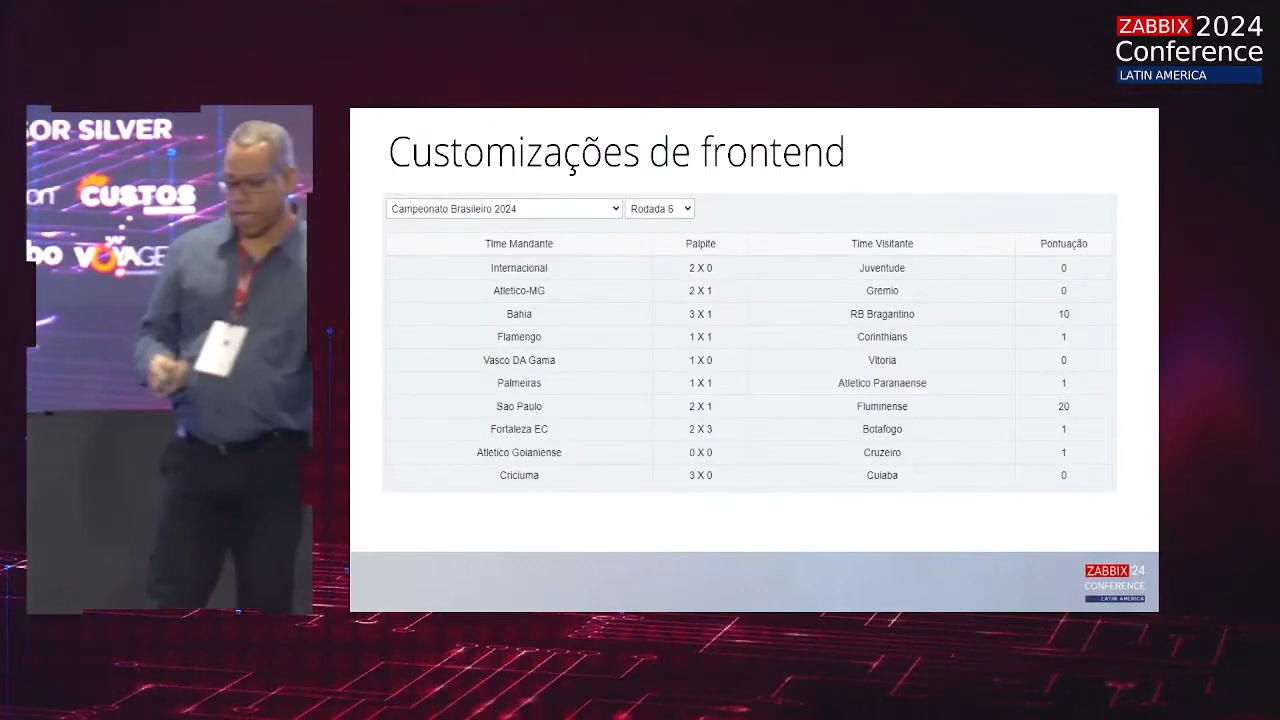 ZABBIX 2024
Conference
LATIN AMERICA
SOR SILVER
CUSTOS
VOYAGE
Customizações de frontend
Campeonato Brasileiro 2024 Rodada 6
Time Mandante Palpite Time Visitante Pontuação
Internacional 2 X 0 Juventude 0
Atletico-MG 2 X 1 Gremio 0
Bahia 3 X 1 RB Bragantino 10
Flamengo 1 X 1 Corinthians 1
Vasco DA Gama 1 X 0 Vitoria 0
Palmeiras 1 X 1 Atletico Paranaense 1
Sao Paulo 2 X 1 Fluminense 20
Fortaleza EC 2 X 3 Botafogo 1
Atletico Goianiense 0 X 0 Cruzeiro 1
Criciuma 3 X 0 Cuiaba 0
ZABBIX '24
CONFERENCE
LATIN AMERICA